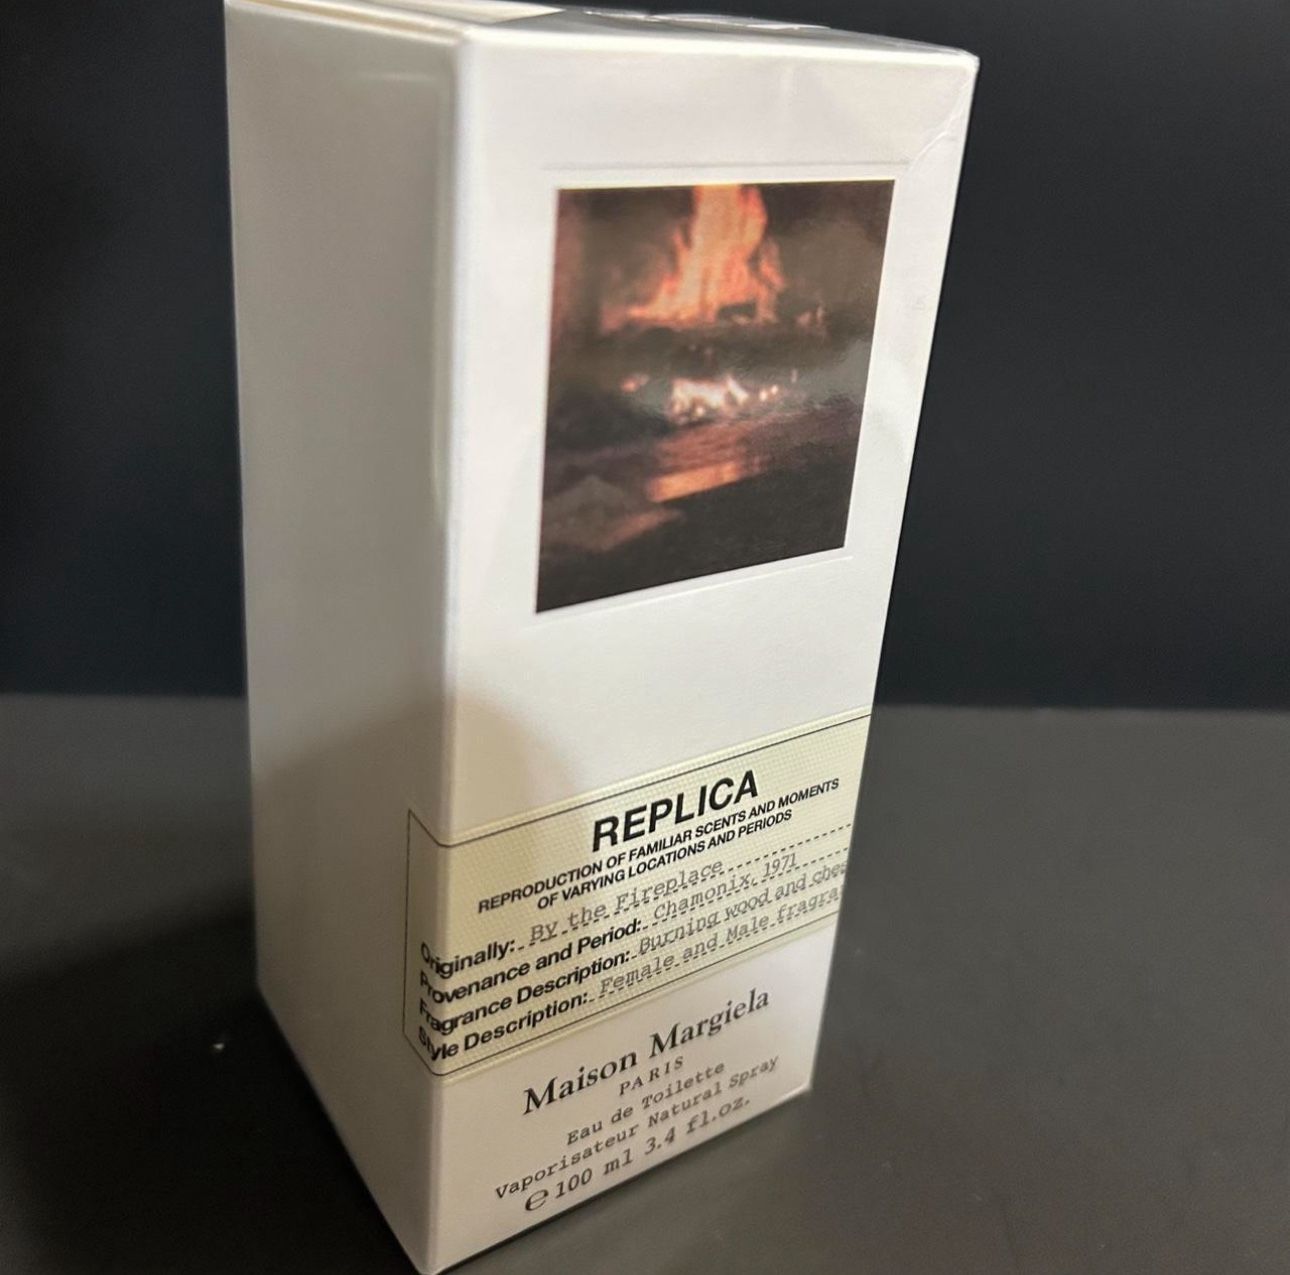 REPLICA
REPRODUCTION OF FAMILIAR SCENTS AND MOMENTS
OF VARYING LOCATIONS AND PERIODS
Originally: By the Fireplace
Provenance and Period: Chamonix, 1971
Fragrance Description: Burning wood and ches
Style Description: Female and Male fragra
Maison Margiela
PARIS
Eau de Toilette
Vaporisateur Natural Spray
℮ 100 ml 3.4 fl.oz.